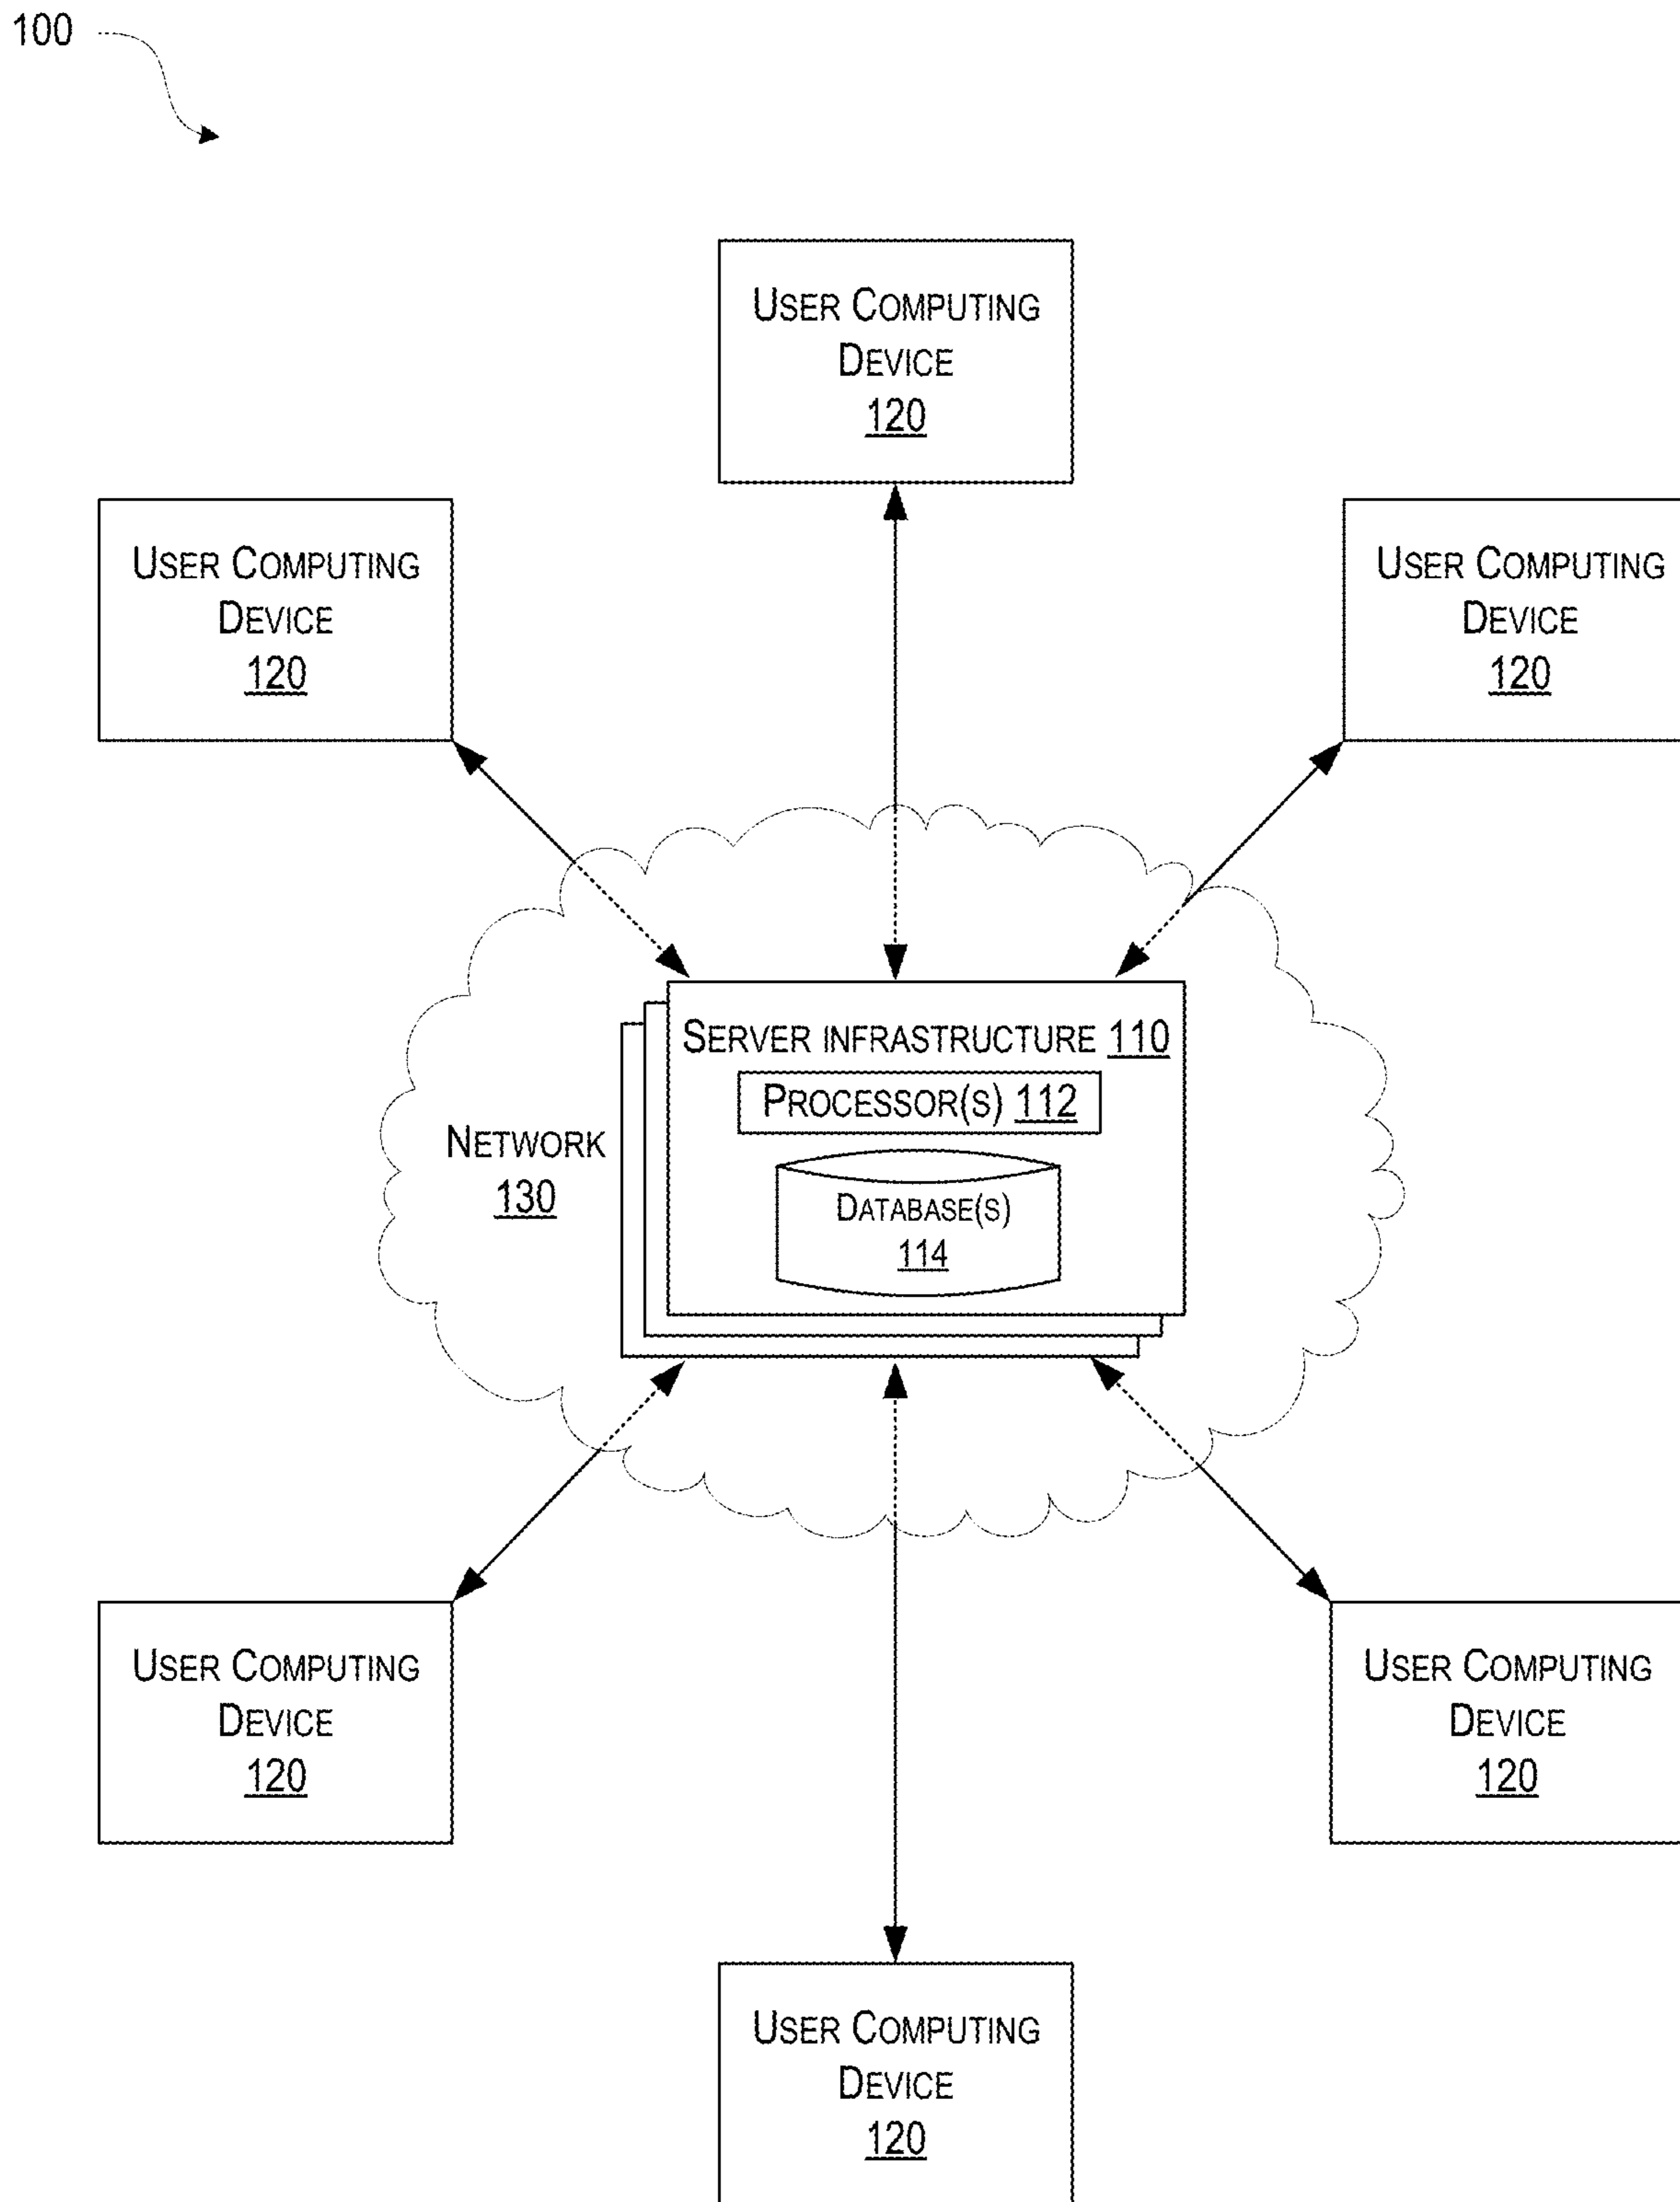 100
USER COMPUTING
DEVICE
120
USER COMPUTING
DEVICE
120
USER COMPUTING
DEVICE
120
SERVER INFRASTRUCTURE 110
PROCESSOR(S) 112
NETWORK
130
DATABASE(S)
114
USER COMPUTING
DEVICE
120
USER COMPUTING
DEVICE
120
USER COMPUTING
DEVICE
120